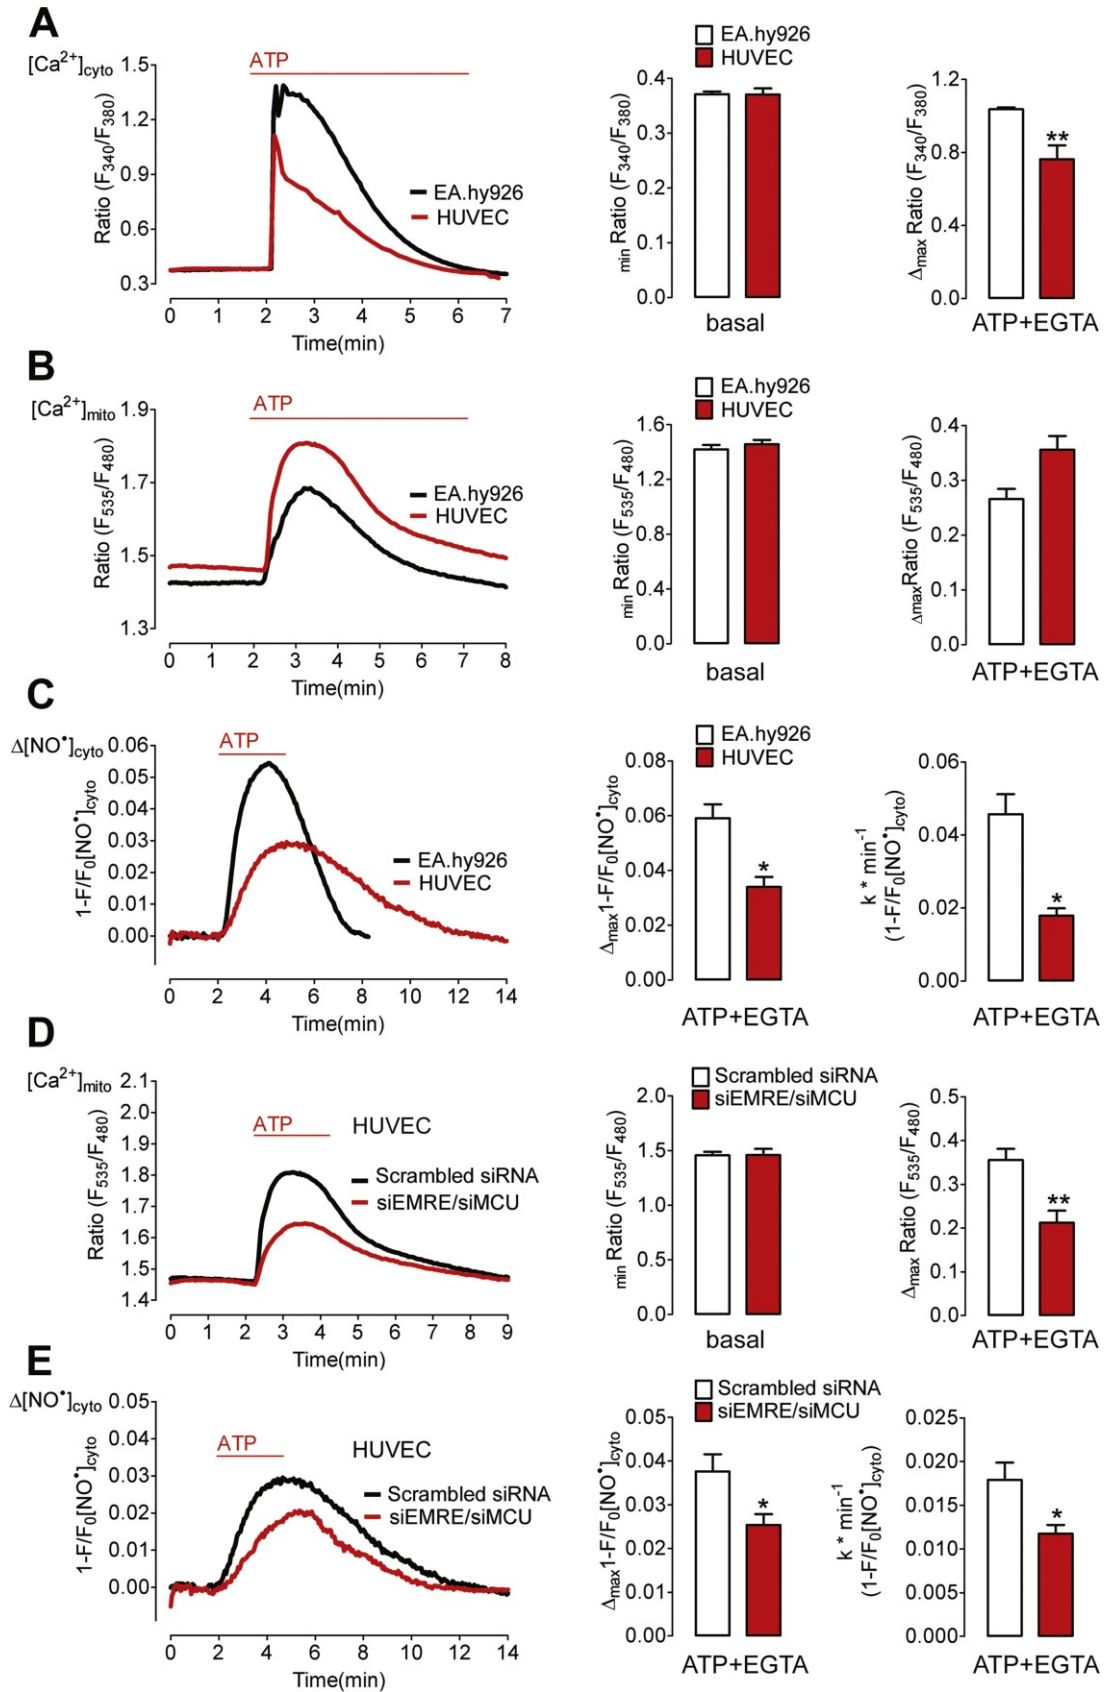 A
[Ca²⁺]cyto
Ratio (F340/F380)
1.5
1.2
0.9
0.6
0.3
ATP
EA.hy926
HUVEC
0 1 2 3 4 5 6 7
Time(min)
EA.hy926
HUVEC
min Ratio (F340/F380)
0.4
0.3
0.2
0.1
0.0
basal
Δmax Ratio (F340/F380)
1.2
0.8
0.4
0.0
**
ATP+EGTA
B
[Ca²⁺]mito
Ratio (F535/F480)
1.9
1.7
1.5
1.3
ATP
EA.hy926
HUVEC
0 1 2 3 4 5 6 7 8
Time(min)
EA.hy926
HUVEC
min Ratio (F535/F480)
1.6
1.2
0.8
0.4
0.0
basal
ΔmaxRatio (F535/F480)
0.4
0.3
0.2
0.1
0.0
ATP+EGTA
C
Δ[NO•]cyto
1-F/F0[NO•]cyto
0.06
0.05
0.04
0.03
0.02
0.01
0.00
ATP
EA.hy926
HUVEC
0 2 4 6 8 10 12 14
Time(min)
EA.hy926
HUVEC
Δmax1-F/F0[NO•]cyto
0.08
0.06
0.04
0.02
0.00
*
ATP+EGTA
k * min⁻¹
(1-F/F0[NO•]cyto)
0.06
0.04
0.02
0.00
*
ATP+EGTA
D
[Ca²⁺]mito
Ratio (F535/F480)
2.1
2.0
1.9
1.8
1.7
1.6
1.5
1.4
ATP
HUVEC
Scrambled siRNA
siEMRE/siMCU
0 1 2 3 4 5 6 7 8 9
Time(min)
Scrambled siRNA
siEMRE/siMCU
min Ratio (F535/F480)
2.0
1.5
1.0
0.5
0.0
basal
Δmax Ratio (F535/F480)
0.5
0.4
0.3
0.2
0.1
0.0
**
ATP+EGTA
E
Δ[NO•]cyto
1-F/F0[NO•]cyto
0.05
0.04
0.03
0.02
0.01
0.00
ATP
HUVEC
Scrambled siRNA
siEMRE/siMCU
0 2 4 6 8 10 12 14
Time(min)
Scrambled siRNA
siEMRE/siMCU
Δmax1-F/F0[NO•]cyto
0.05
0.04
0.03
0.02
0.01
0.00
*
ATP+EGTA
k * min⁻¹
(1-F/F0[NO•]cyto)
0.025
0.020
0.015
0.010
0.005
0.000
*
ATP+EGTA